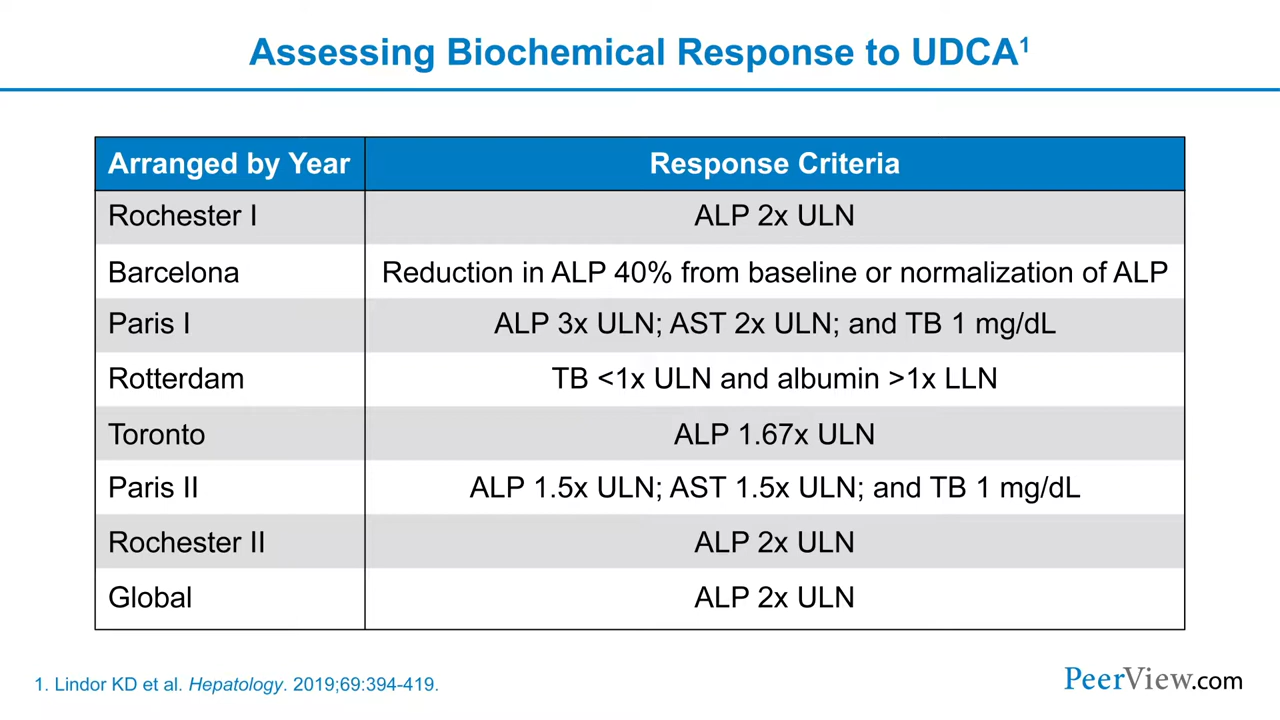 Assessing Biochemical Response to UDCA¹
Arranged by Year Response Criteria
Rochester I ALP 2x ULN
Barcelona Reduction in ALP 40% from baseline or normalization of ALP
Paris I ALP 3x ULN; AST 2x ULN; and TB 1 mg/dL
Rotterdam TB <1x ULN and albumin >1x LLN
Toronto ALP 1.67x ULN
Paris II ALP 1.5x ULN; AST 1.5x ULN; and TB 1 mg/dL
Rochester II ALP 2x ULN
Global ALP 2x ULN
1. Lindor KD et al. Hepatology. 2019;69:394-419.
PeerView.com